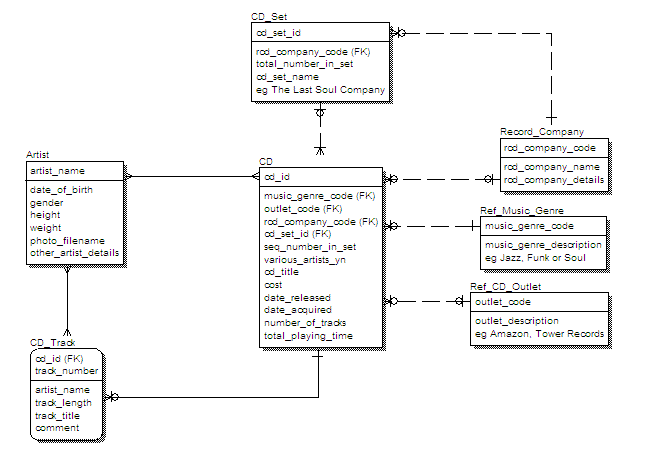 CD_Set
cd_set_id
rcd_company_code (FK)
total_number_in_set
cd_set_name
eg The Last Soul Company
Record_Company
rcd_company_code
rcd_company_name
rcd_company_details
Artist
artist_name
date_of_birth
gender
height
weight
photo_filename
other_artist_details
CD
cd_id
music_genre_code (FK)
outlet_code (FK)
rcd_company_code (FK)
cd_set_id (FK)
seq_number_in_set
various_artists_yn
cd_title
cost
date_released
date_acquired
number_of_tracks
total_playing_time
Ref_Music_Genre
music_genre_code
music_genre_description
eg Jazz, Funk or Soul
Ref_CD_Outlet
outlet_code
outlet_description
eg Amazon, Tower Records
CD_Track
cd_id (FK)
track_number
artist_name
track_length
track_title
comment